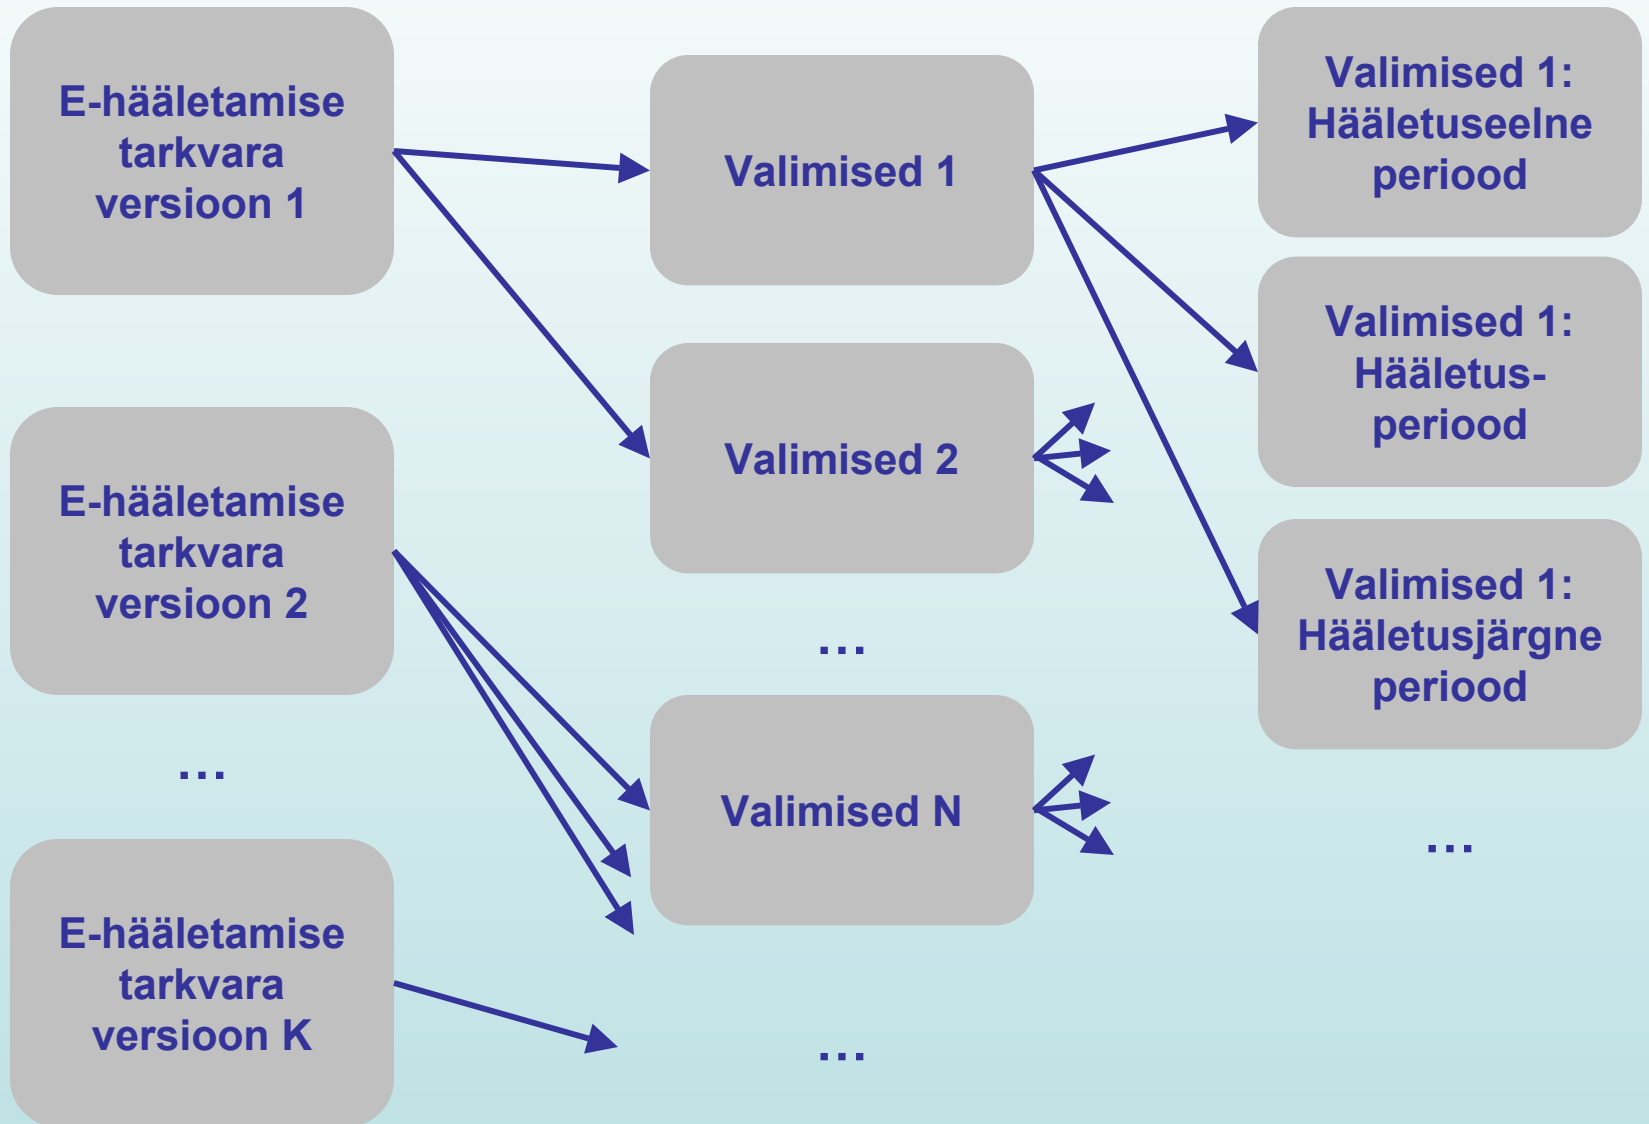 E-hääletamise
tarkvara
versioon 1
E-hääletamise
tarkvara
versioon 2
...
E-hääletamise
tarkvara
versioon K
Valimised 1
Valimised 2
...
Valimised N
...
Valimised 1:
Hääletuseelne
periood
Valimised 1:
Hääletus-
periood
Valimised 1:
Hääletusjärgne
periood
...